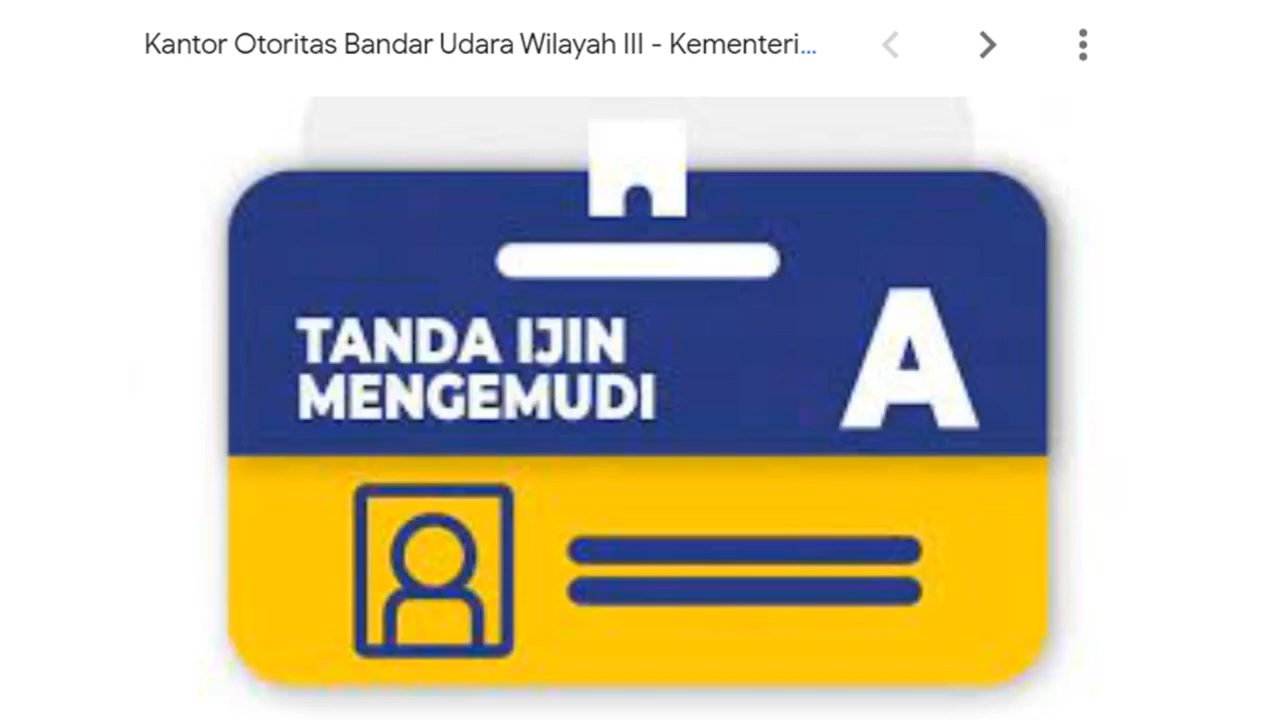 Kantor Otoritas Bandar Udara Wilayah III - Kementeri...
TANDA IJIN
MENGEMUDI
A